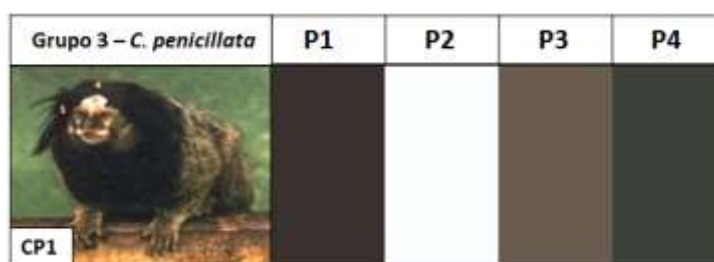 Grupo 3 – C. penicillata P1 P2 P3 P4
CP1